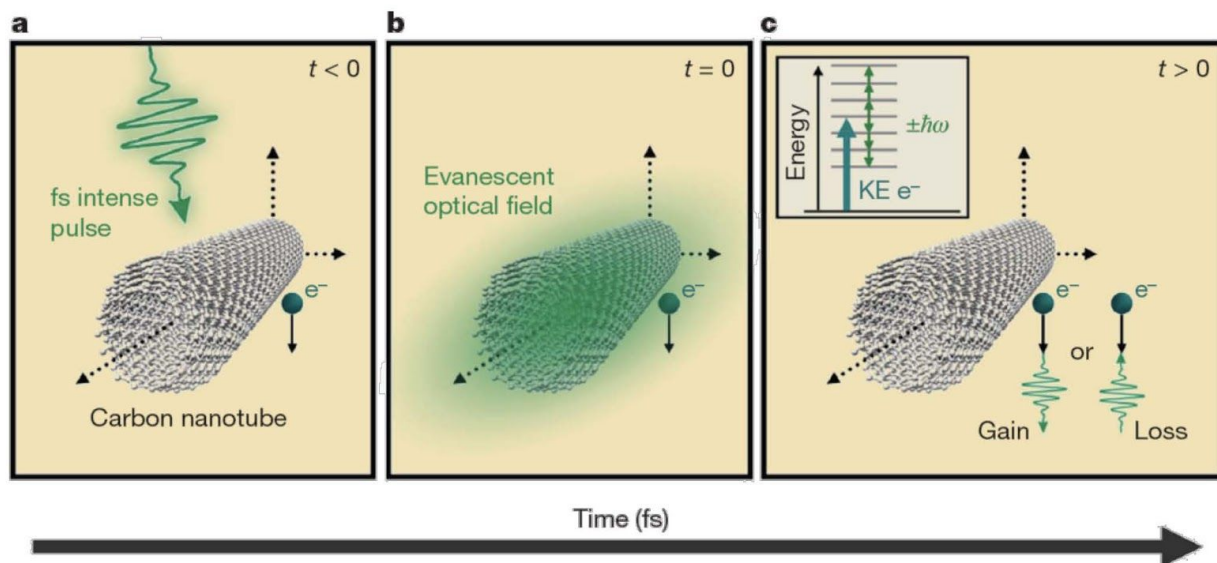 a
t < 0
fs intense
pulse
e−
Carbon nanotube
b
t = 0
Evanescent
optical field
e−
c
t > 0
Energy
±ħω
KE e−
e−
e−
or
Gain
Loss
Time (fs)